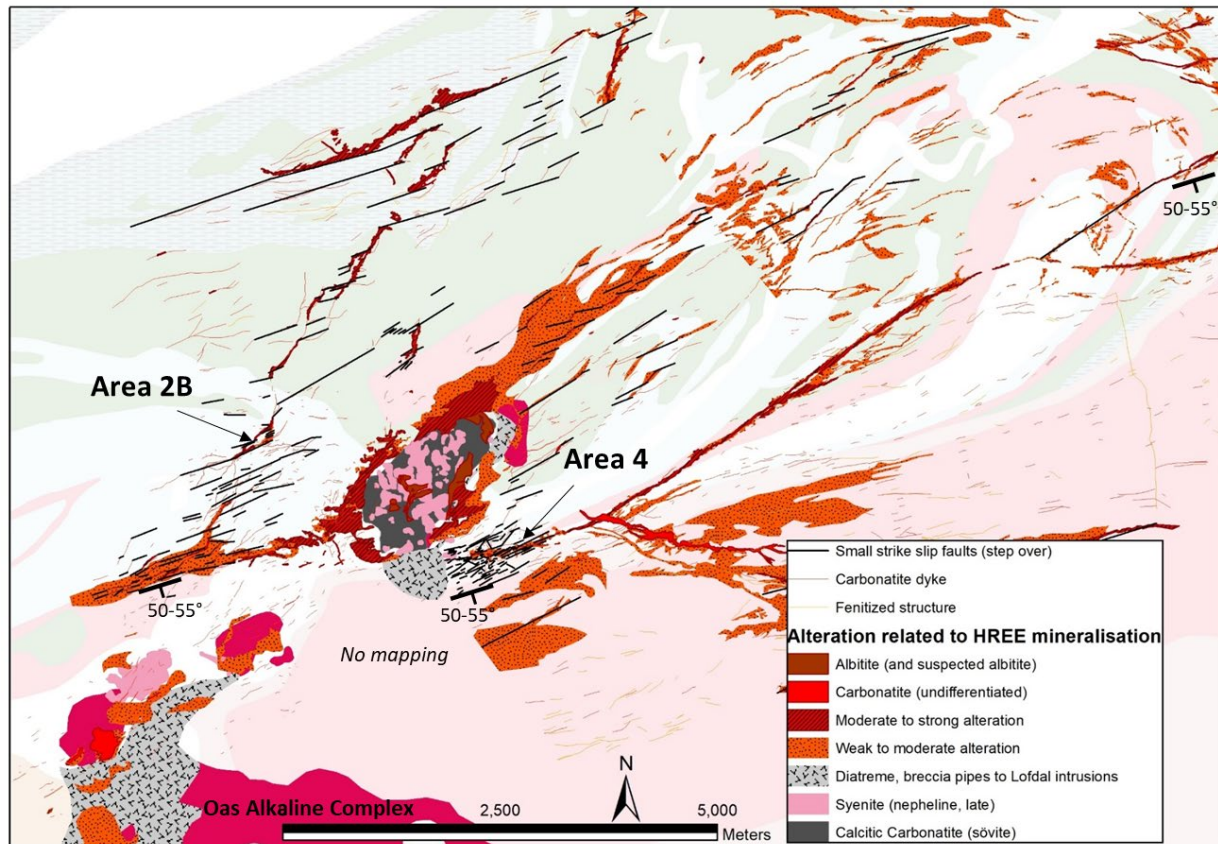 50-55°
Area 2B
Area 4
50-55°
50-55°
No mapping
Small strike slip faults (step over)
Carbonatite dyke
Fenitized structure
Alteration related to HREE mineralisation
Albitite (and suspected albitite)
Carbonatite (undifferentiated)
Moderate to strong alteration
Weak to moderate alteration
Diatreme, breccia pipes to Lofdal intrusions
Syenite (nepheline, late)
Calcitic Carbonatite (sövite)
N
Oas Alkaline Complex
2,500
5,000
Meters